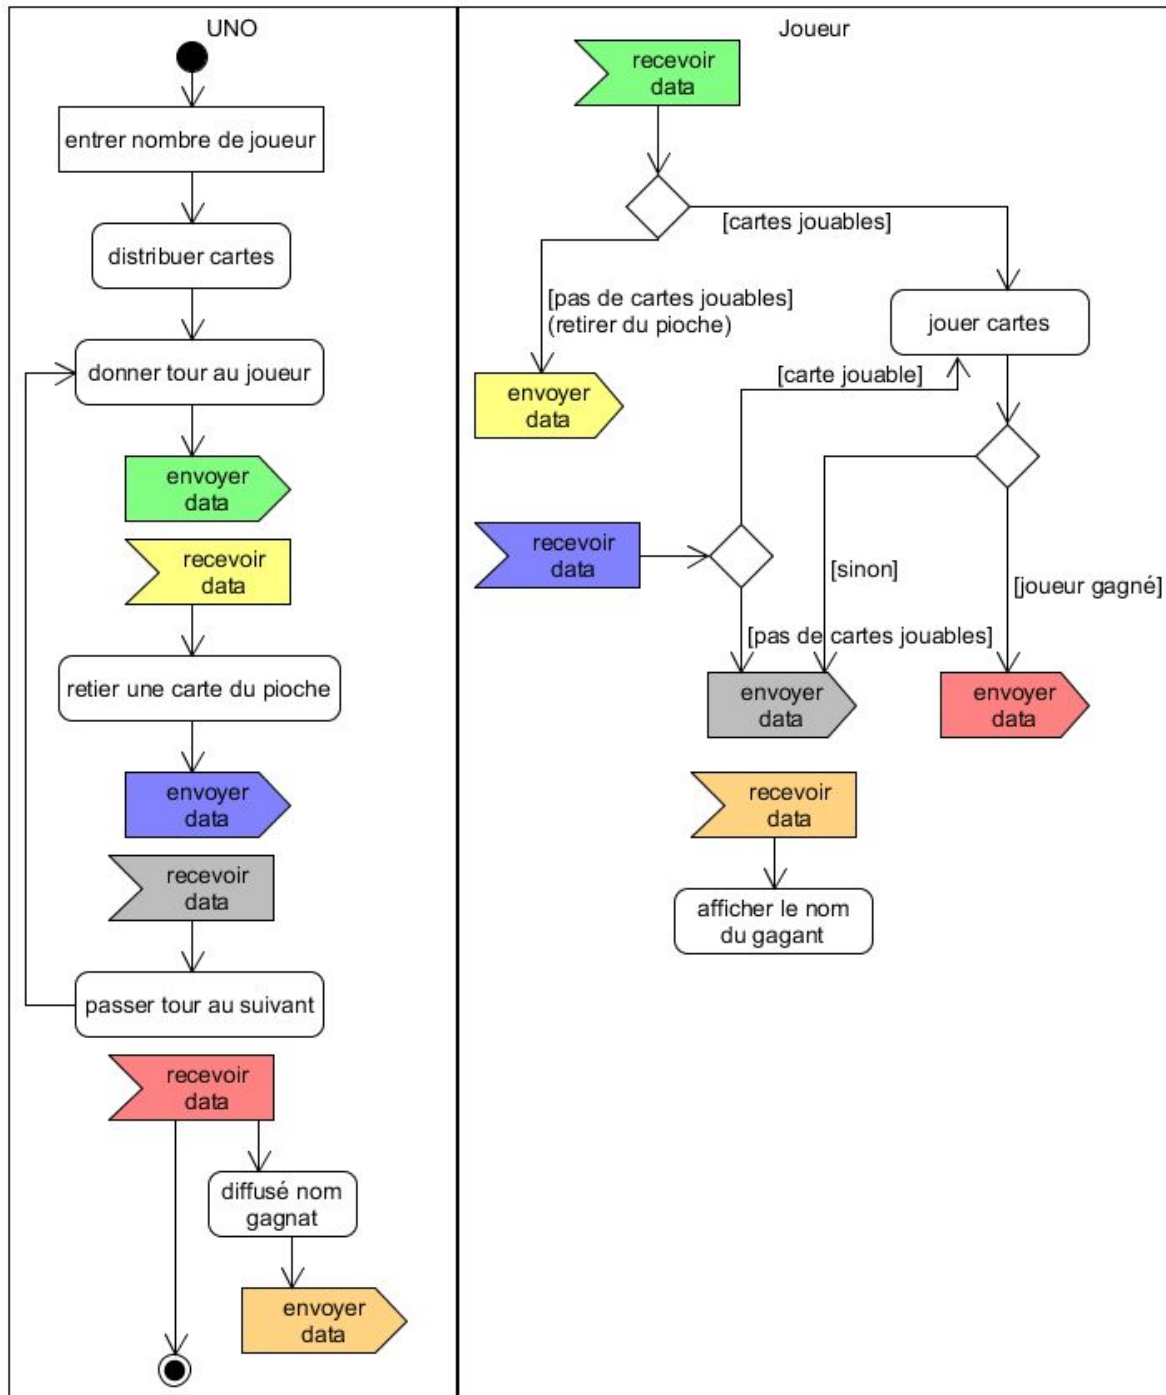 UNO
entrer nombre de joueur
distribuer cartes
donner tour au joueur
envoyer
data
recevoir
data
retier une carte du pioche
envoyer
data
recevoir
data
passer tour au suivant
recevoir
data
diffusé nom
gagnat
envoyer
data
Joueur
recevoir
data
[cartes jouables]
[pas de cartes jouables]
(retirer du pioche)
jouer cartes
envoyer
data
[carte jouable]
recevoir
data
[sinon]
[joueur gagné]
[pas de cartes jouables]
envoyer
data
envoyer
data
recevoir
data
afficher le nom
du gagant